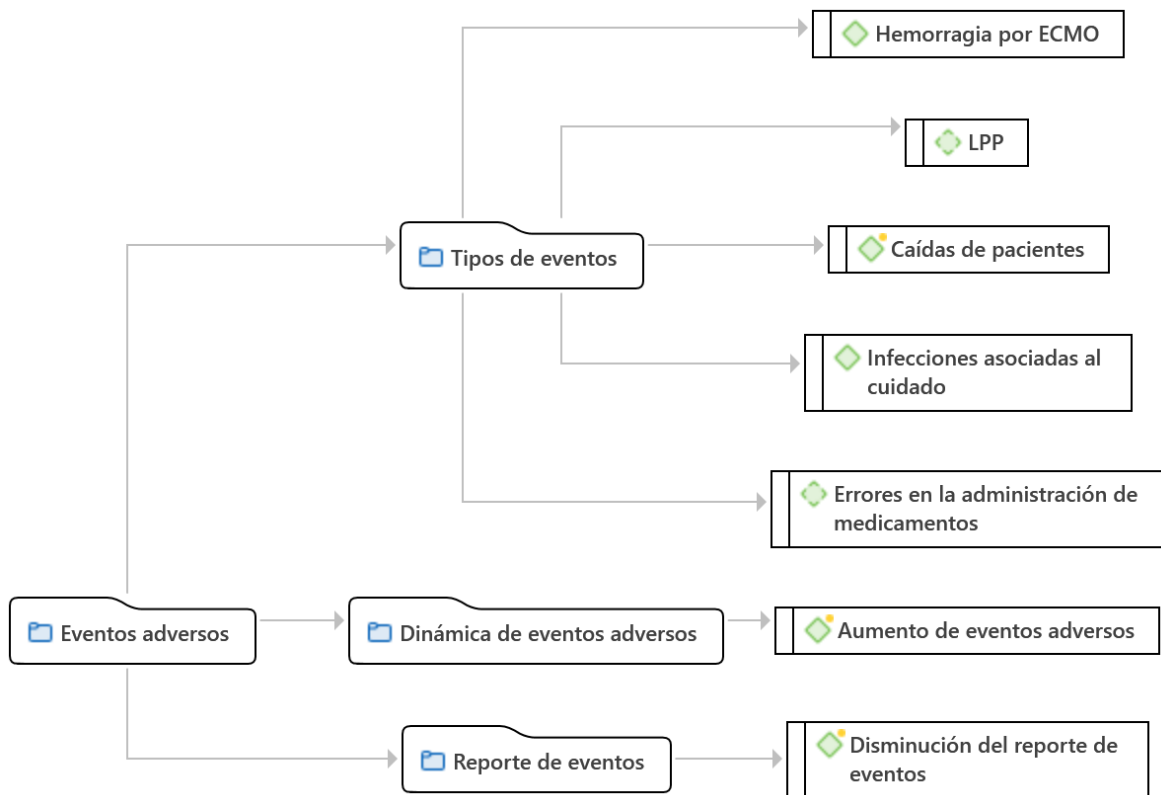 Hemorragia por ECMO
LPP
Tipos de eventos
Caídas de pacientes
Infecciones asociadas al
cuidado
Errores en la administración de
medicamentos
Eventos adversos
Dinámica de eventos adversos
Aumento de eventos adversos
Reporte de eventos
Disminución del reporte de
eventos